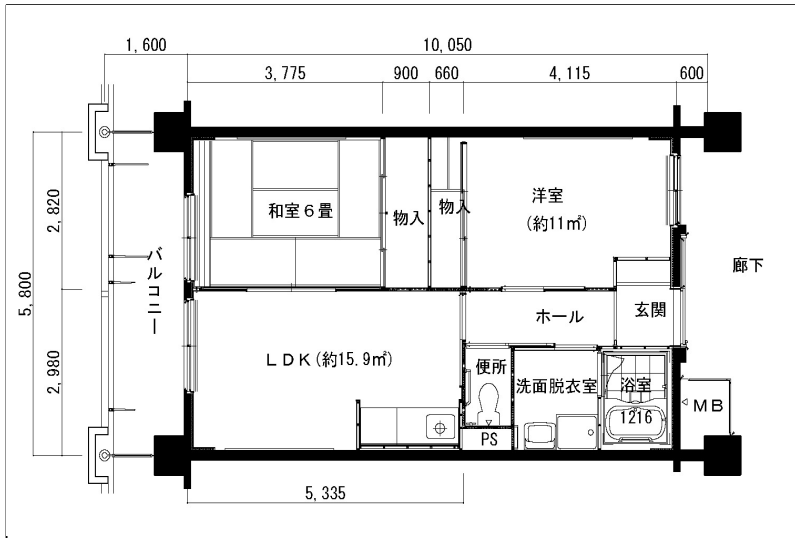 1,600
10,050
3,775
900
660
4,115
600
2,820
5,800
2,980
和室6畳
物入
物入
洋室
(約11㎡)
バルコニー
廊下
ホール
玄関
LDK(約15.9㎡)
便所
洗面脱衣室
浴室
1216
MB
PS
5,335